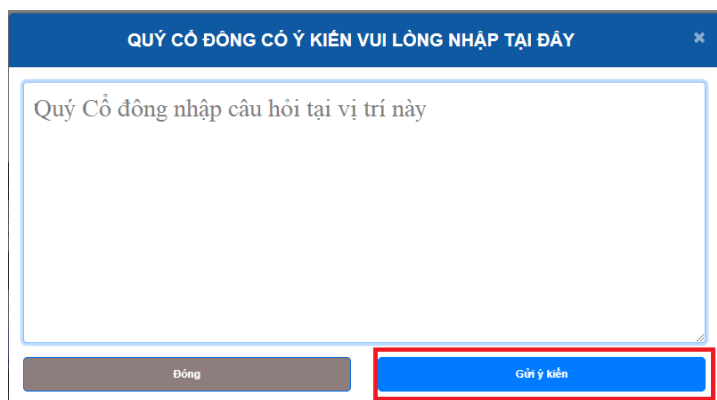 QUÝ CỔ ĐÔNG CÓ Ý KIẾN VUI LÒNG NHẬP TẠI ĐÂY
Quý Cổ đông nhập câu hỏi tại vị trí này
Đóng
Gửi ý kiến